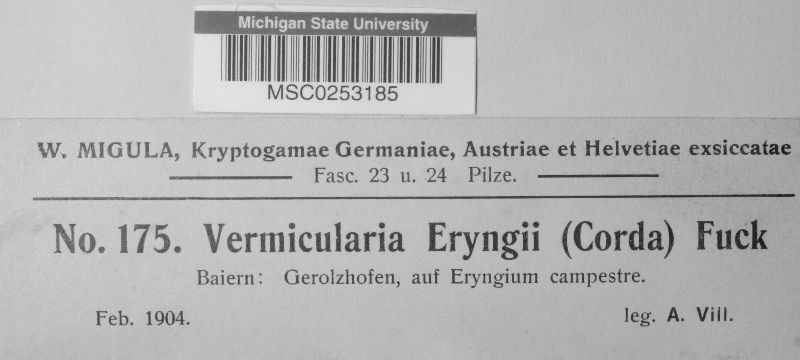 Michigan State University
MSC0253185
W. MIGULA, Kryptogamae Germaniae, Austriae et Helvetiae exsiccatae
Fasc. 23 u. 24 Pilze.
No. 175. Vermicularia Eryngii (Corda) Fuck
Baiern: Gerolzhofen, auf Eryngium campestre.
Feb. 1904. leg. A. Vill.